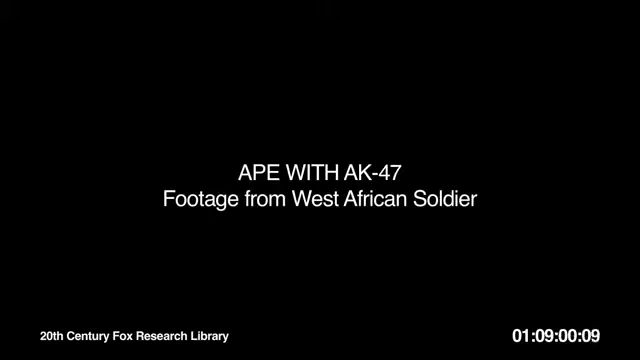 APE WITH AK-47
Footage from West African Soldier
20th Century Fox Research Library
01:09:00:09